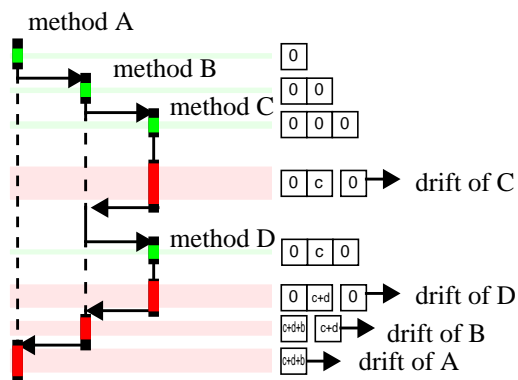 method A
0
method B
0 0
method C
0 0 0
0 c 0 drift of C
method D
0 c 0
0 c+d 0 drift of D
c+d+b c+d drift of B
c+d+b drift of A